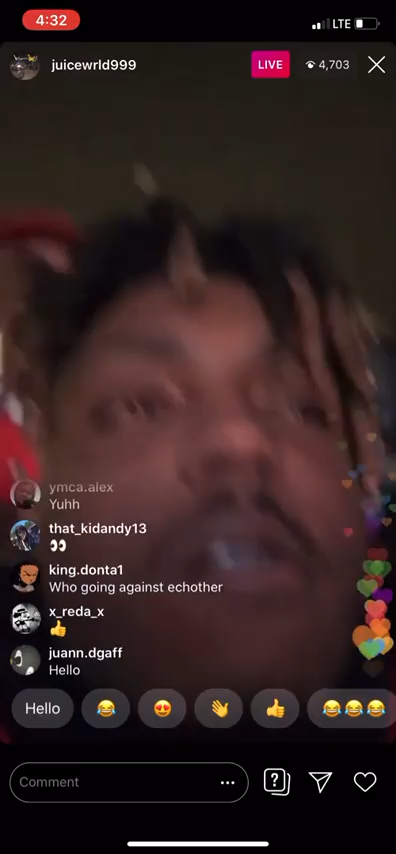 4:32
LTE
juicewrld999
LIVE
4,703
ymca.alex
Yuhh
that_kidandy13
👀
king.donta1
Who going against echother
x_reda_x
👍
juann.dgaff
Hello
Hello 😂 😍 👋 👍 😂😂😂
Comment